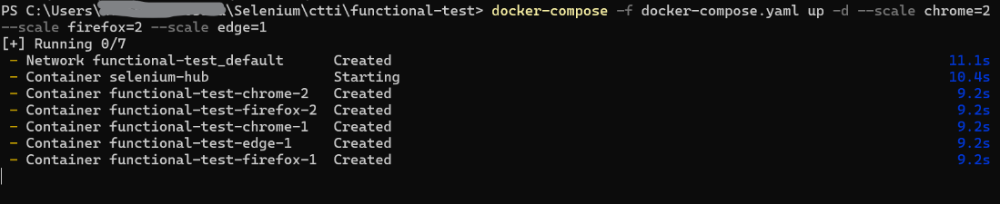 PS C:\Users\ \Selenium\ctti\functional-test> docker-compose -f docker-compose.yaml up -d --scale chrome=2
--scale firefox=2 --scale edge=1
[+] Running 0/7
- Network functional-test_default Created 11.1s
- Container selenium-hub Starting 10.4s
- Container functional-test-chrome-2 Created 9.2s
- Container functional-test-firefox-2 Created 9.2s
- Container functional-test-chrome-1 Created 9.2s
- Container functional-test-edge-1 Created 9.2s
- Container functional-test-firefox-1 Created 9.2s